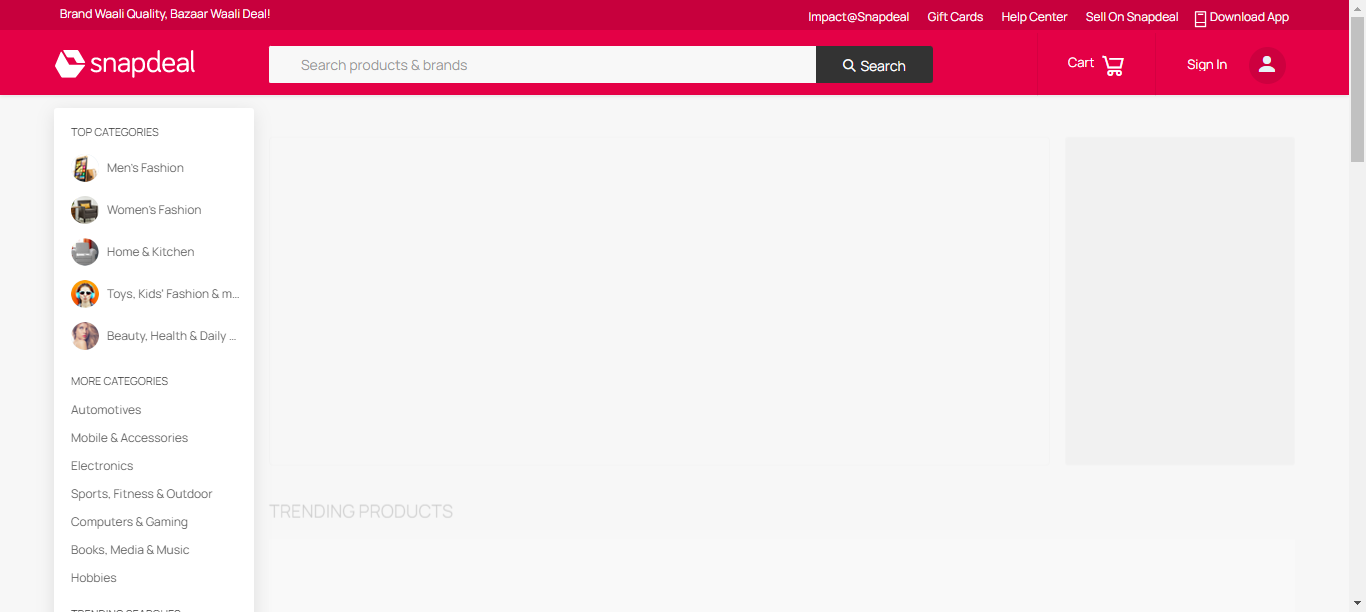 Brand Waali Quality, Bazaar Waali Deal!
Impact@Snapdeal Gift Cards Help Center Sell On Snapdeal Download App
snapdeal
Search products & brands
Search
Cart
Sign In
TOP CATEGORIES
Men's Fashion
Women's Fashion
Home & Kitchen
Toys, Kids' Fashion & m...
Beauty, Health & Daily ...
MORE CATEGORIES
Automotives
Mobile & Accessories
Electronics
Sports, Fitness & Outdoor
Computers & Gaming
Books, Media & Music
Hobbies
TRENDING SEARCHES
TRENDING PRODUCTS